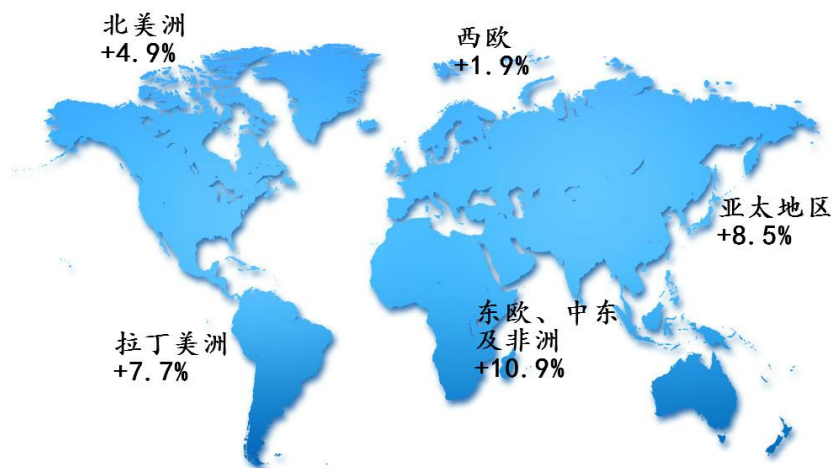 北美洲
+4.9%
西欧
+1.9%
亚太地区
+8.5%
拉丁美洲
+7.7%
东欧、中东
及非洲
+10.9%